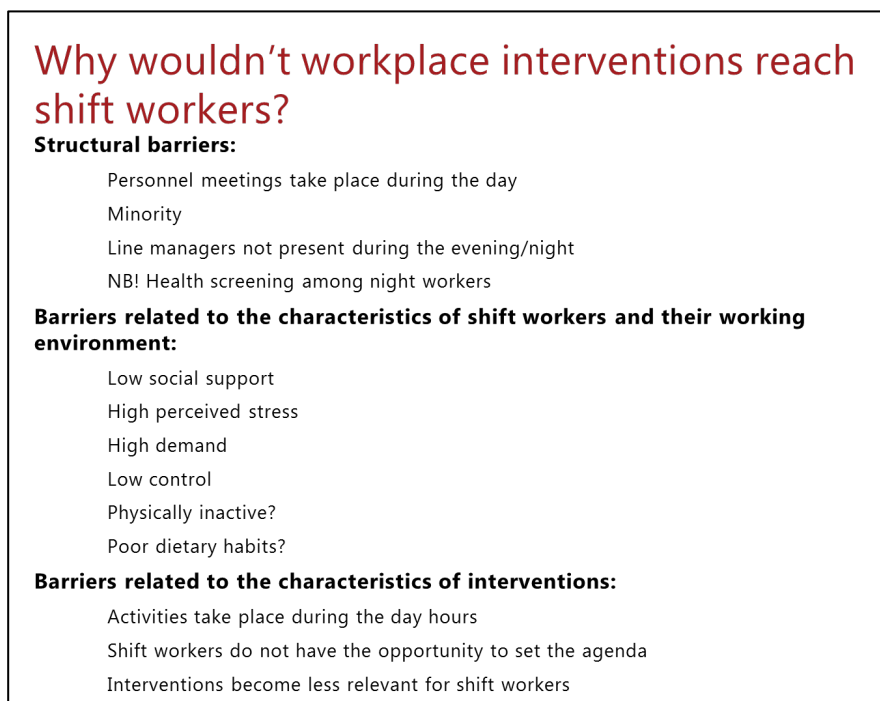 Why wouldn’t workplace interventions reach
shift workers?
Structural barriers:
Personnel meetings take place during the day
Minority
Line managers not present during the evening/night
NB! Health screening among night workers
Barriers related to the characteristics of shift workers and their working
environment:
Low social support
High perceived stress
High demand
Low control
Physically inactive?
Poor dietary habits?
Barriers related to the characteristics of interventions:
Activities take place during the day hours
Shift workers do not have the opportunity to set the agenda
Interventions become less relevant for shift workers